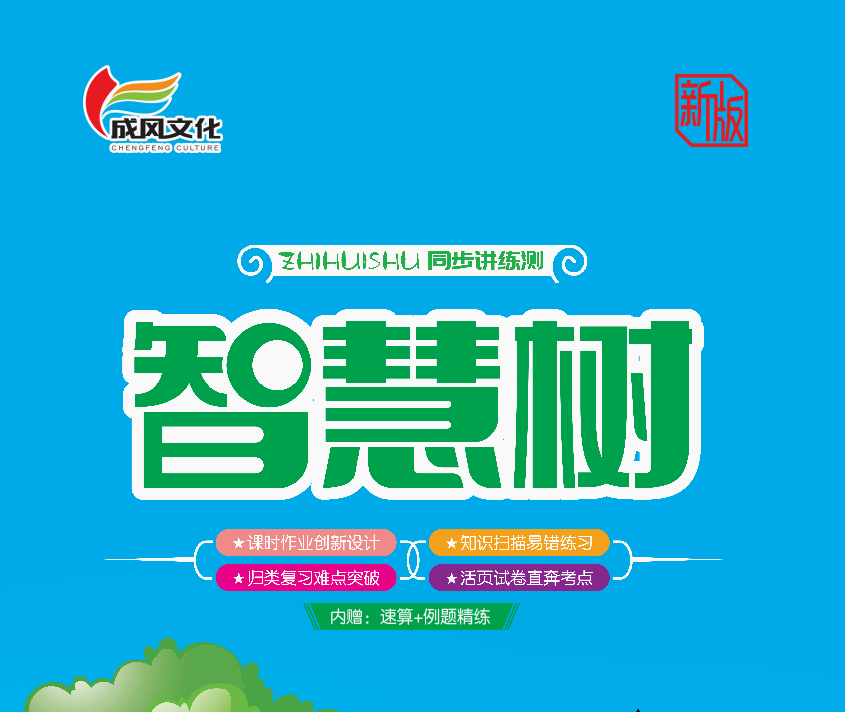 成风文化
CHENGFENG CULTURE
新版
ZHIHUISHU 同步讲练测
智慧树
★课时作业创新设计
★知识扫描易错练习
★归类复习难点突破
★活页试卷直奔考点
内赠：速算+例题精练